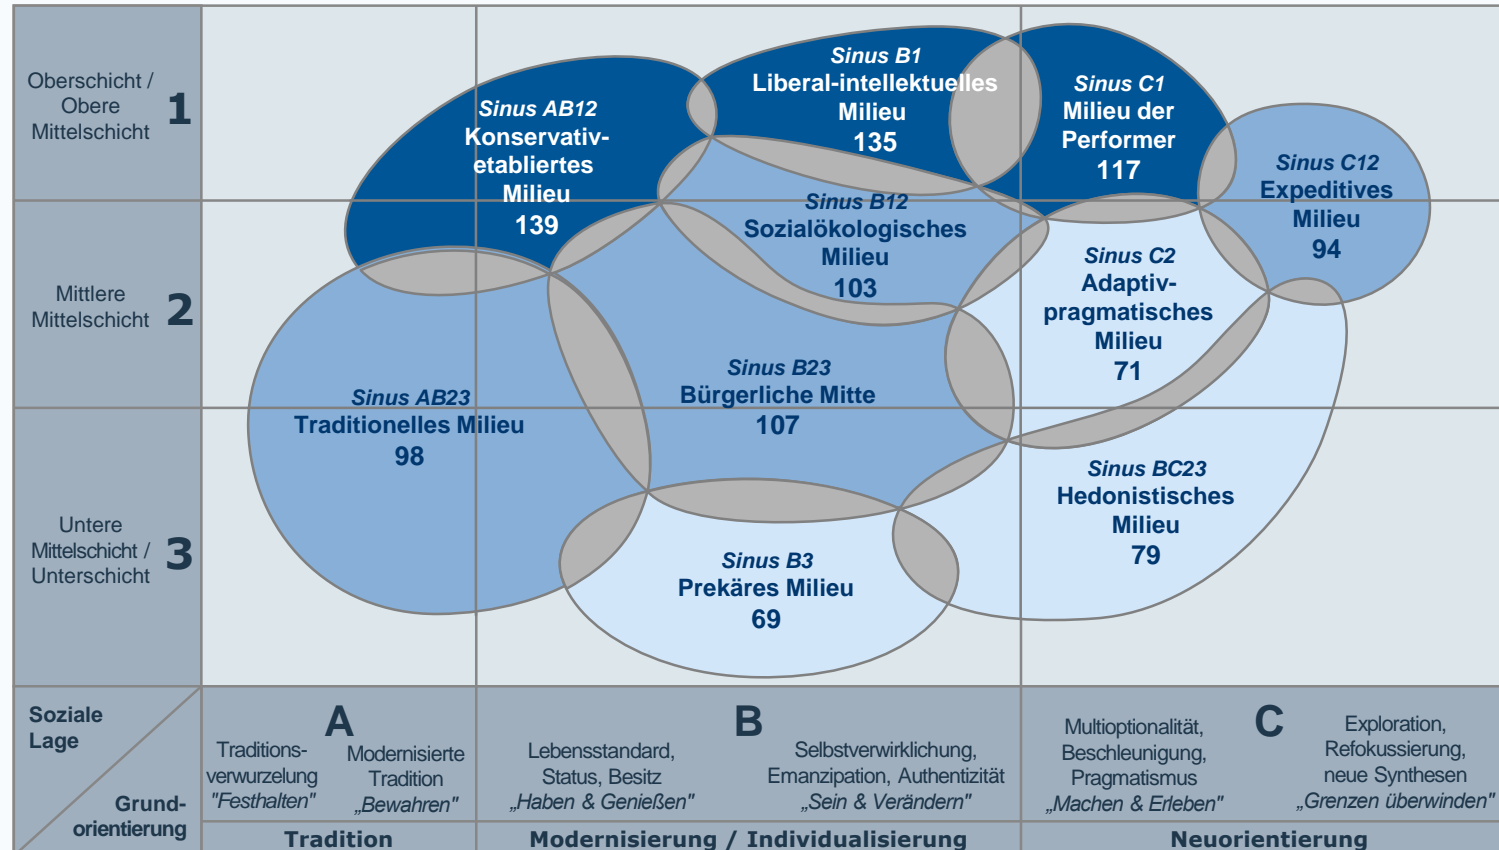 Oberschicht /
Obere
Mittelschicht
1
Mittlere
Mittelschicht
2
Untere
Mittelschicht /
Unterschicht
3
Sinus AB12
Konservativ-
etabliertes
Milieu
139
Sinus B1
Liberal-intellektuelles
Milieu
135
Sinus C1
Milieu der
Performer
117
Sinus C12
Expeditives
Milieu
94
Sinus B12
Sozialökologisches
Milieu
103
Sinus C2
Adaptiv-
pragmatisches
Milieu
71
Sinus AB23
Traditionelles Milieu
98
Sinus B23
Bürgerliche Mitte
107
Sinus BC23
Hedonistisches
Milieu
79
Sinus B3
Prekäres Milieu
69
Soziale
Lage
Grund-
orientierung
A
Traditions-
verwurzelung
"Festhalten"
Modernisierte
Tradition
„Bewahren"
B
Lebensstandard,
Status, Besitz
„Haben & Genießen"
Selbstverwirklichung,
Emanzipation, Authentizität
„Sein & Verändern"
C
Multioptionalität,
Beschleunigung,
Pragmatismus
„Machen & Erleben"
Exploration,
Refokussierung,
neue Synthesen
„Grenzen überwinden"
Tradition
Modernisierung / Individualisierung
Neuorientierung